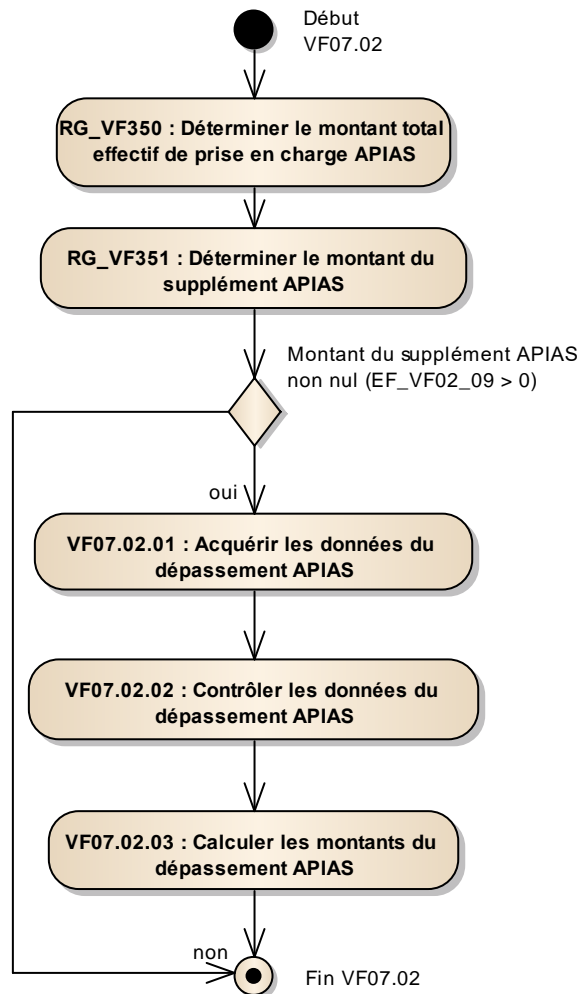 Début
VF07.02
RG_VF350 : Déterminer le montant total
effectif de prise en charge APIAS
RG_VF351 : Déterminer le montant du
supplément APIAS
Montant du supplément APIAS
non nul (EF_VF02_09 > 0)
oui
VF07.02.01 : Acquérir les données du
dépassement APIAS
VF07.02.02 : Contrôler les données du
dépassement APIAS
VF07.02.03 : Calculer les montants du
dépassement APIAS
non
Fin VF07.02